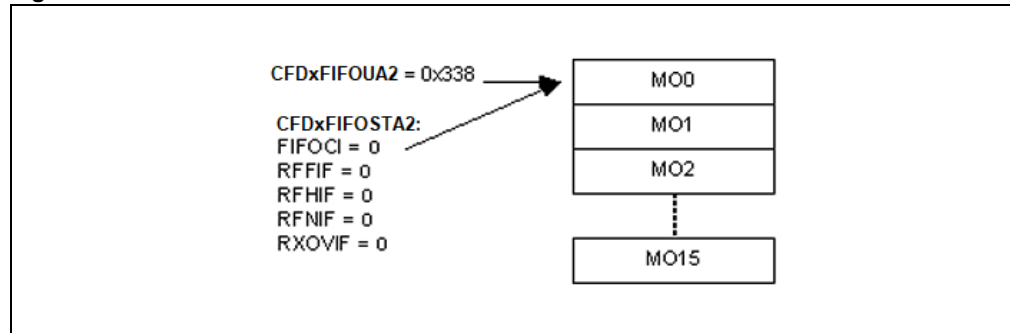 CFDxFIFOUA2 = 0x338
CFDxFIFOSTA2:
FIFOCI = 0
RFFIF = 0
RFHIF = 0
RFNIF = 0
RXOVIF = 0
MO0
MO1
MO2
MO15